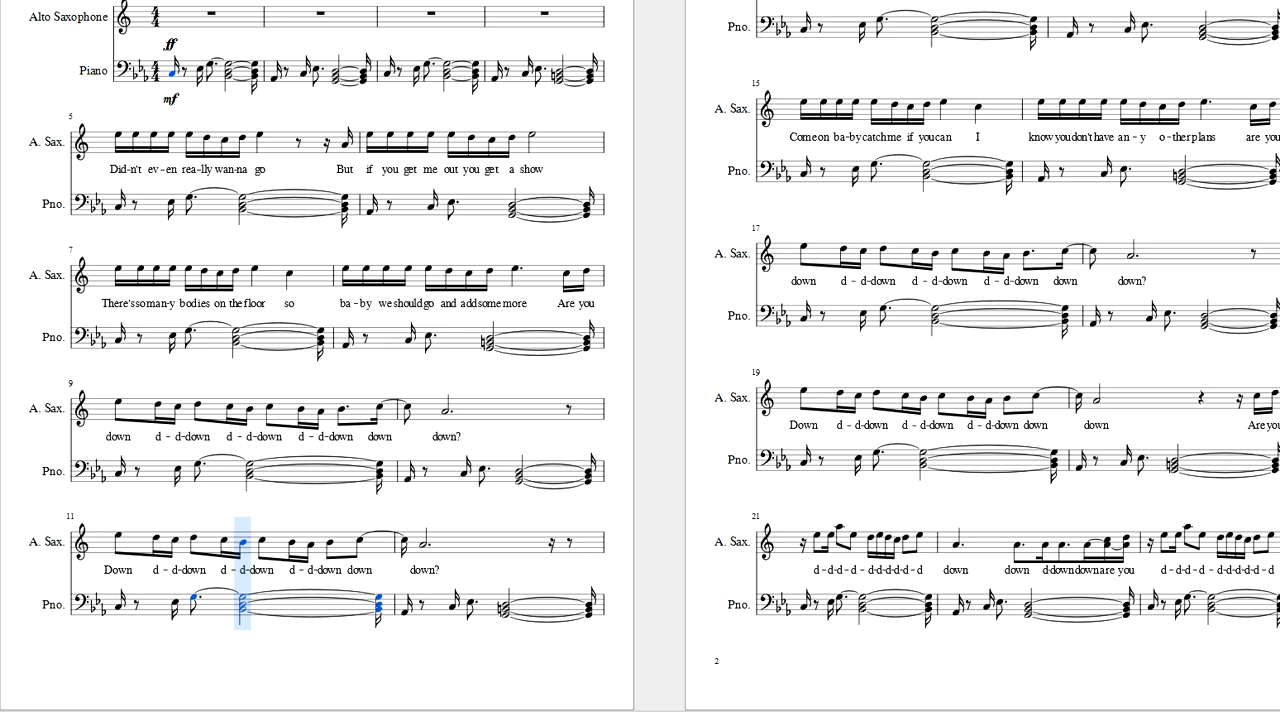 Alto Saxophone
ff
Piano
mf
5
A. Sax.
Did-n't ev-en rea-lly wan-na go But if you get me out you get a show
Pno.
7
A. Sax.
There's so man-y bodies on the floor so ba-by we should go and add some more Are you
Pno.
9
A. Sax.
down d-d-down d-d-down d-d-down down down?
Pno.
11
A. Sax.
Down d-d-down d-d-down d-d-down down down?
Pno.
Pno.
15
A. Sax.
Come on ba-by catch me if you can I know you don't have an-y o-ther plans are you
Pno.
17
A. Sax.
down d-d-down d-d-down d-d-down down down?
Pno.
19
A. Sax.
Down d-d-down d-d-down d-d-down down down Are you
Pno.
21
A. Sax.
d-d-d-d-d-d-d-d down down d-down down are you d-d-d-d-d-d-d-d
Pno.
2